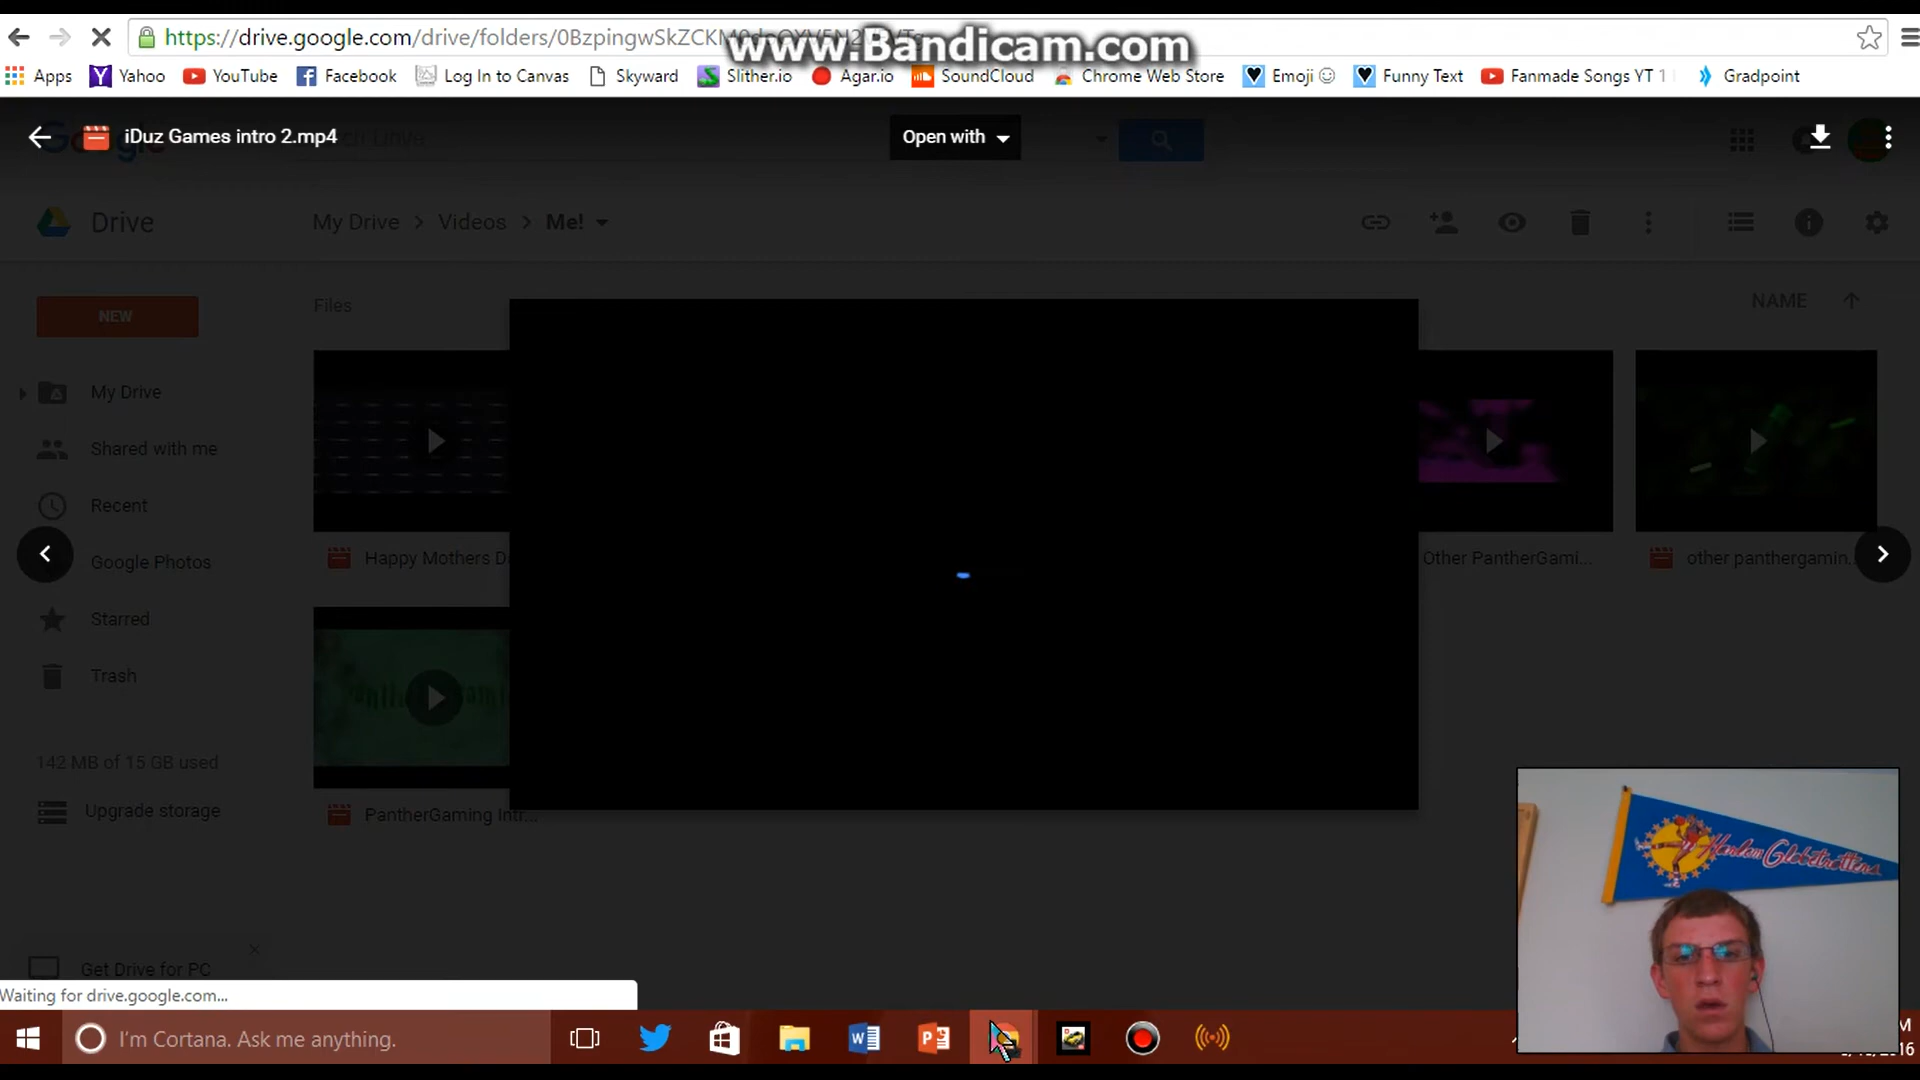 www.Bandicam.com
https://drive.google.com/drive/folders/0BzpingwSkZCKM
Apps Yahoo YouTube Facebook Log In to Canvas Skyward Slither.io Agar.io SoundCloud Chrome Web Store Emoji☺ Funny Text Fanmade Songs YT 1 Gradpoint
iDuz Games intro 2.mp4 Open with
Drive My Drive > Videos > Me!
NEW Files NAME
My Drive
Shared with me
Recent
Google Photos Happy Mothers D Other PantherGami... other panthergamin...
Starred
Trash
142 MB of 15 GB used
Upgrade storage PantherGaming Intr...
Get Drive for PC
Waiting for drive.google.com...
I'm Cortana. Ask me anything.
Harlem Globetrotters